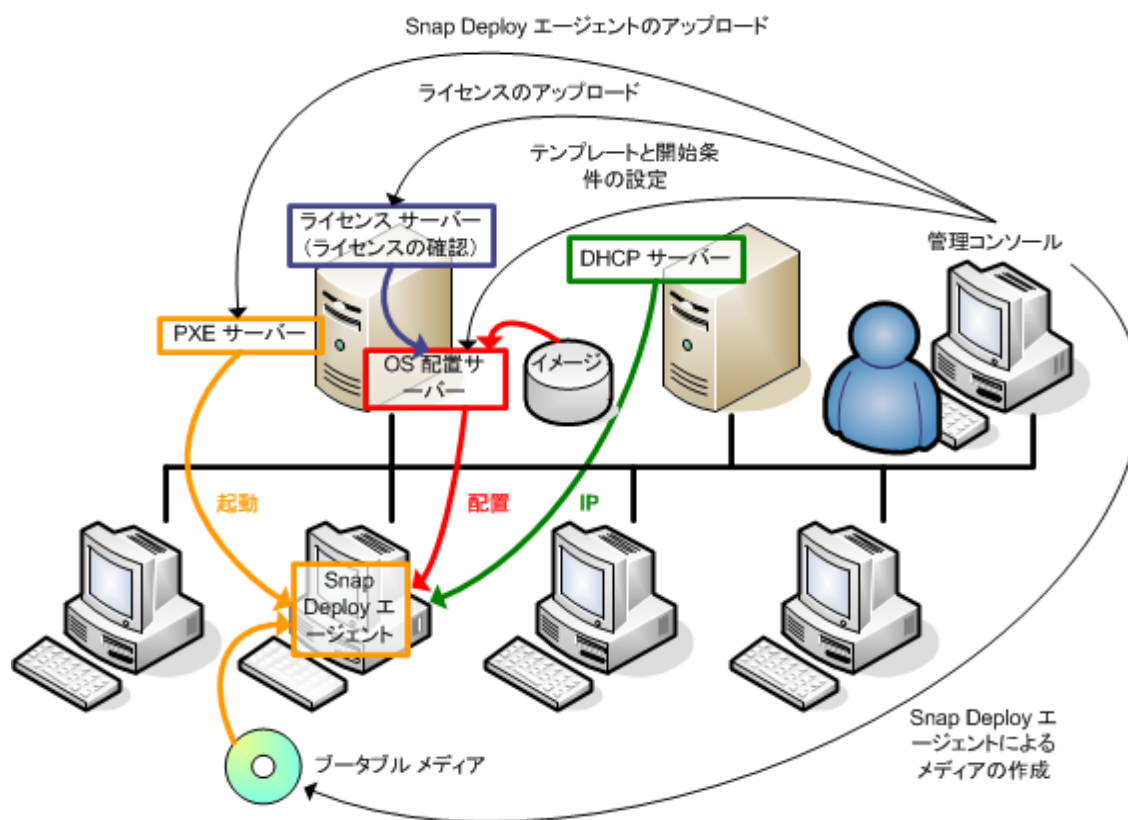 Snap Deploy エージェントのアップロード
ライセンスのアップロード
テンプレートと開始条
件の設定
ライセンス サーバー
(ライセンスの確認)
DHCP サーバー
管理コンソール
PXE サーバー
OS 配置サ
ーバー
イメージ
起動
配置
IP
Snap
Deploy エ
ージェント
ブータブル メディア
Snap Deploy エ
ージェントによる
メディアの作成